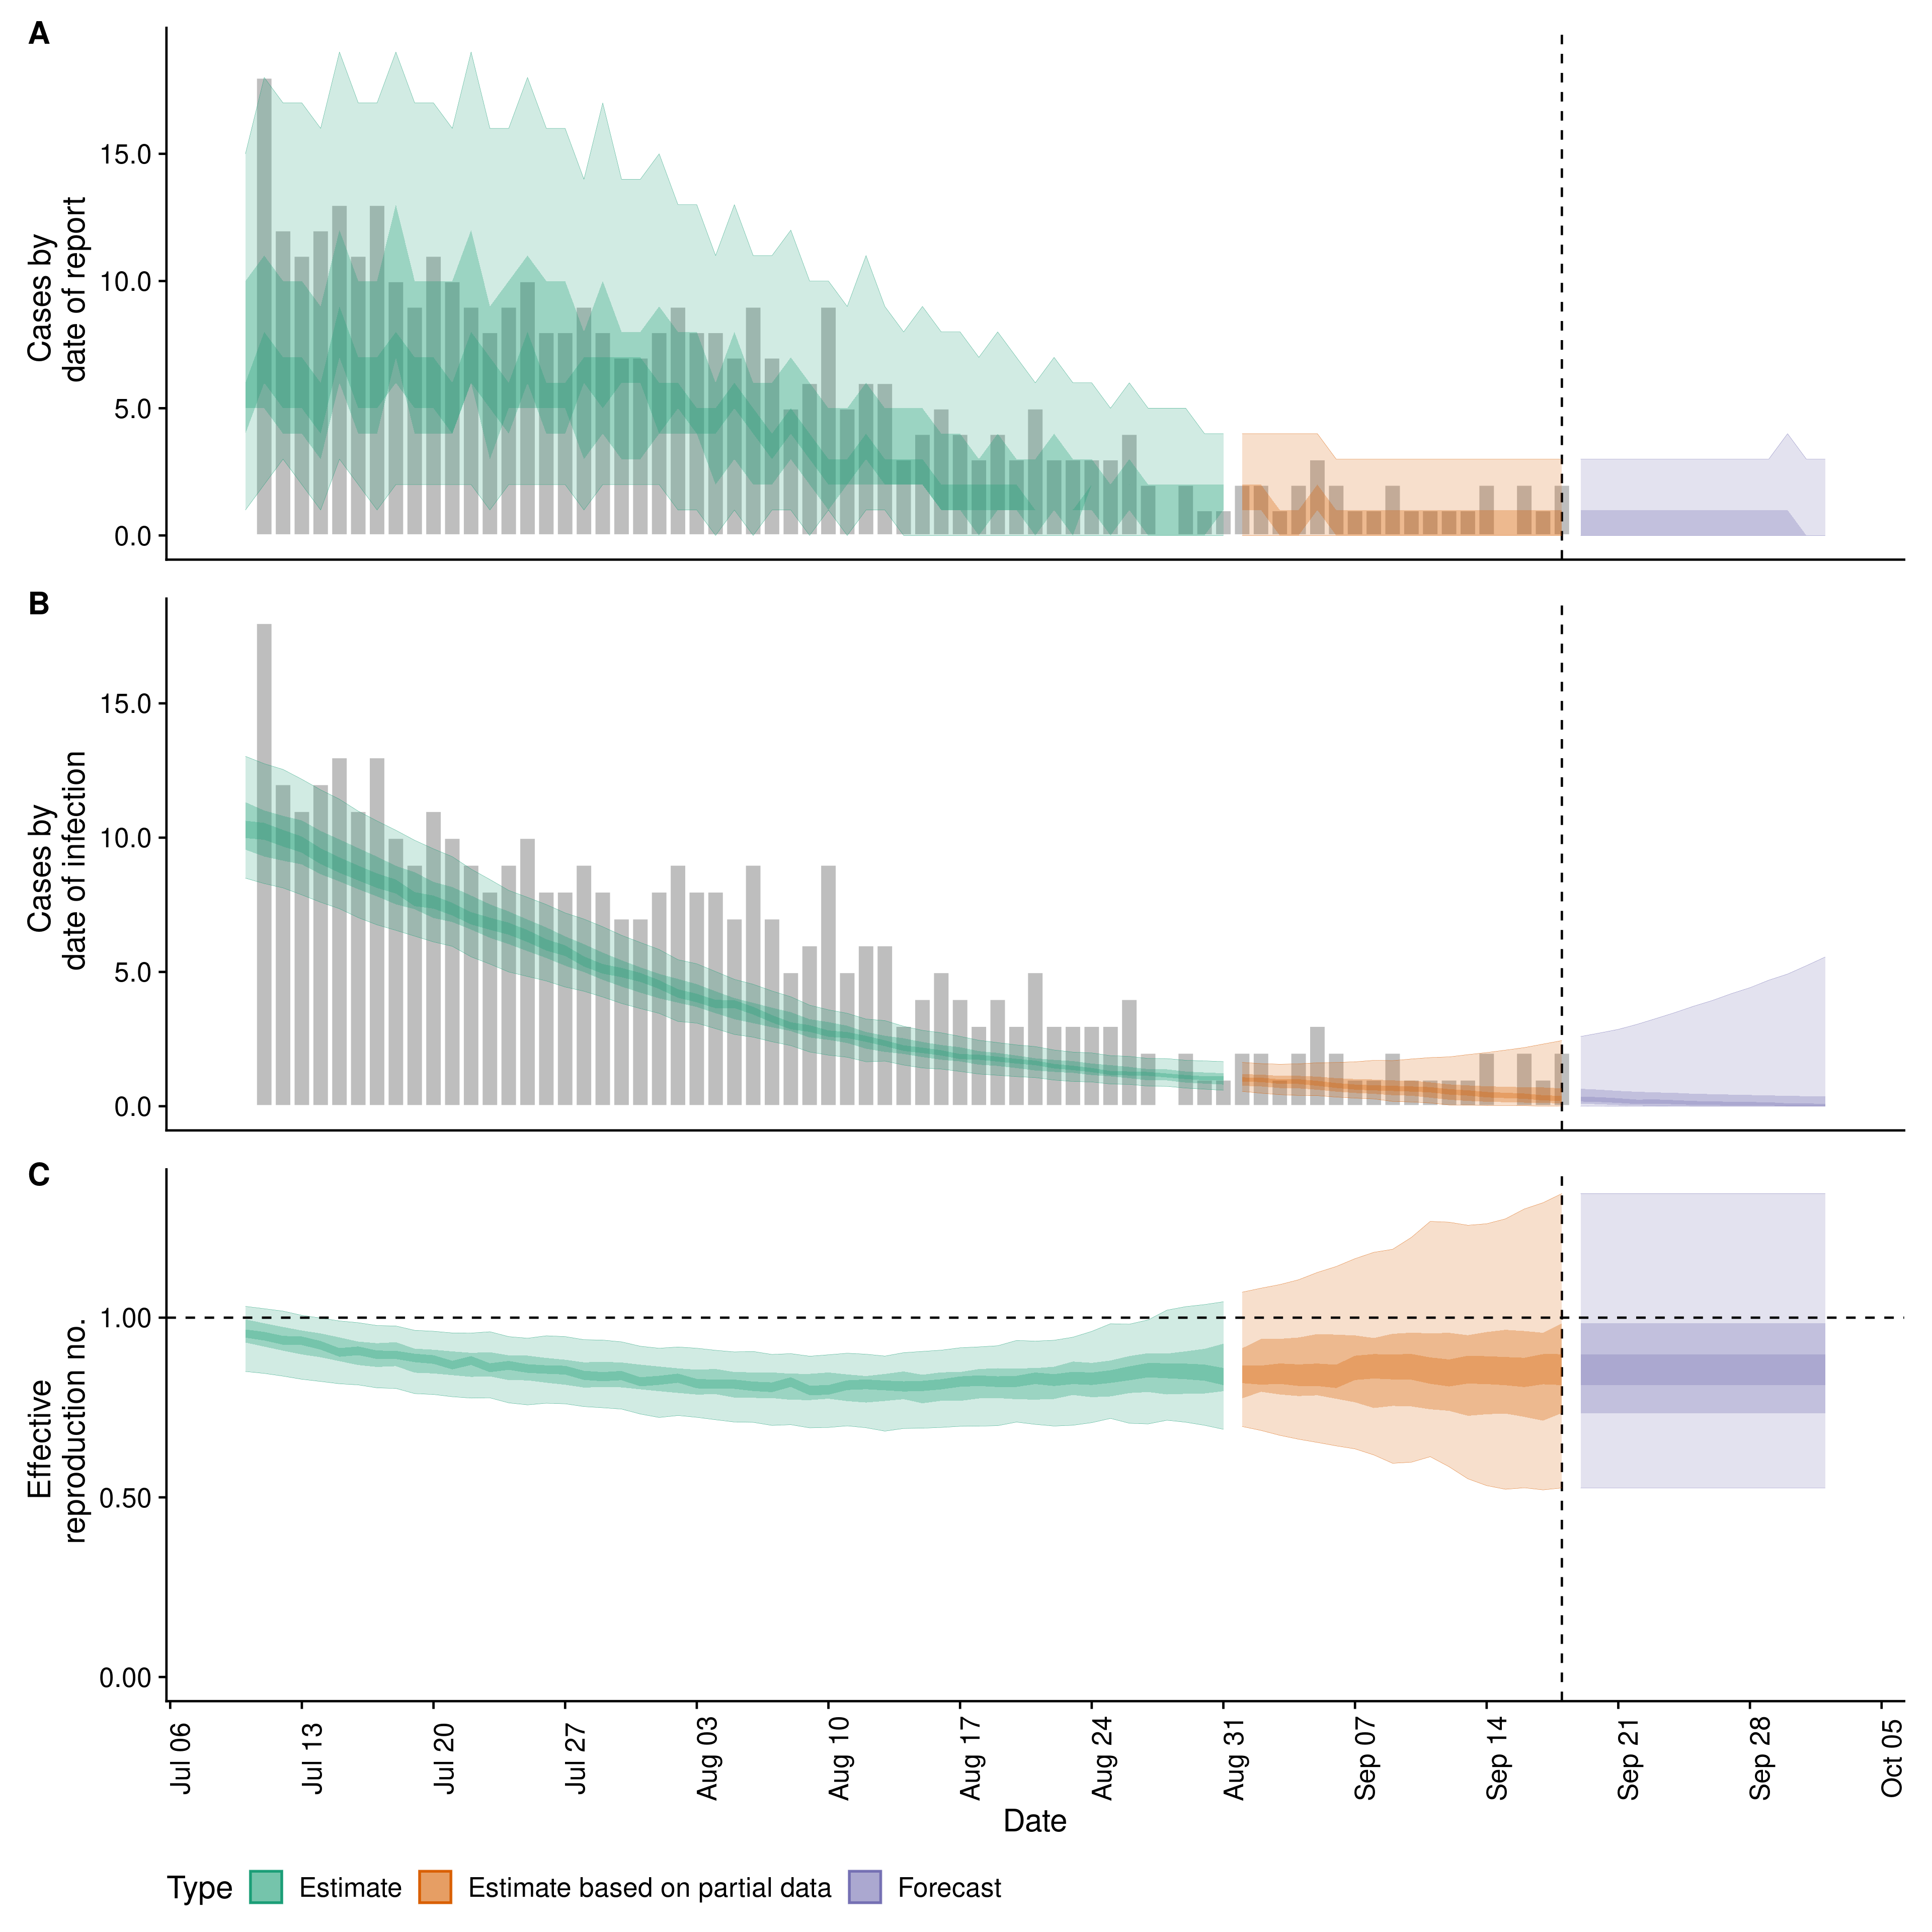 A
Cases by
date of report
15.0
10.0
5.0
0.0
B
Cases by
date of infection
15.0
10.0
5.0
0.0
C
Effective
reproduction no.
1.00
0.50
0.00
Jul 06
Jul 13
Jul 20
Jul 27
Aug 03
Aug 10
Aug 17
Aug 24
Aug 31
Sep 07
Sep 14
Sep 21
Sep 28
Oct 05
Date
Type Estimate Estimate based on partial data Forecast